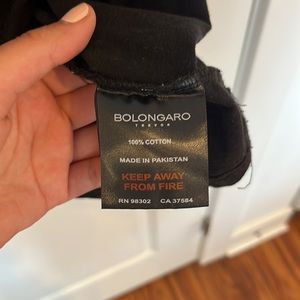 BOLONGARO
TREVOR
100% COTTON
MADE IN PAKISTAN
KEEP AWAY
FROM FIRE
RN 98302 CA 37584